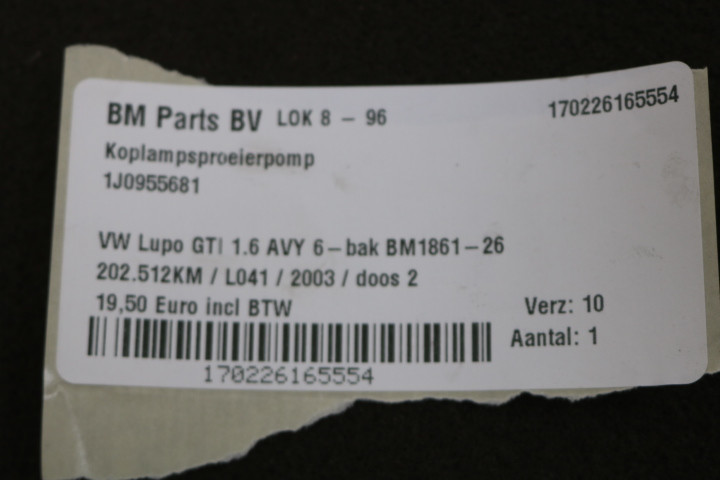 BM Parts BV LOK 8 - 96 170226165554
Koplampsproeierpomp
1J0955681
VW Lupo GTI 1.6 AVY 6-bak BM1861-26
202.512KM / L041 / 2003 / doos 2
19,50 Euro incl BTW Verz: 10
Aantal: 1
170226165554